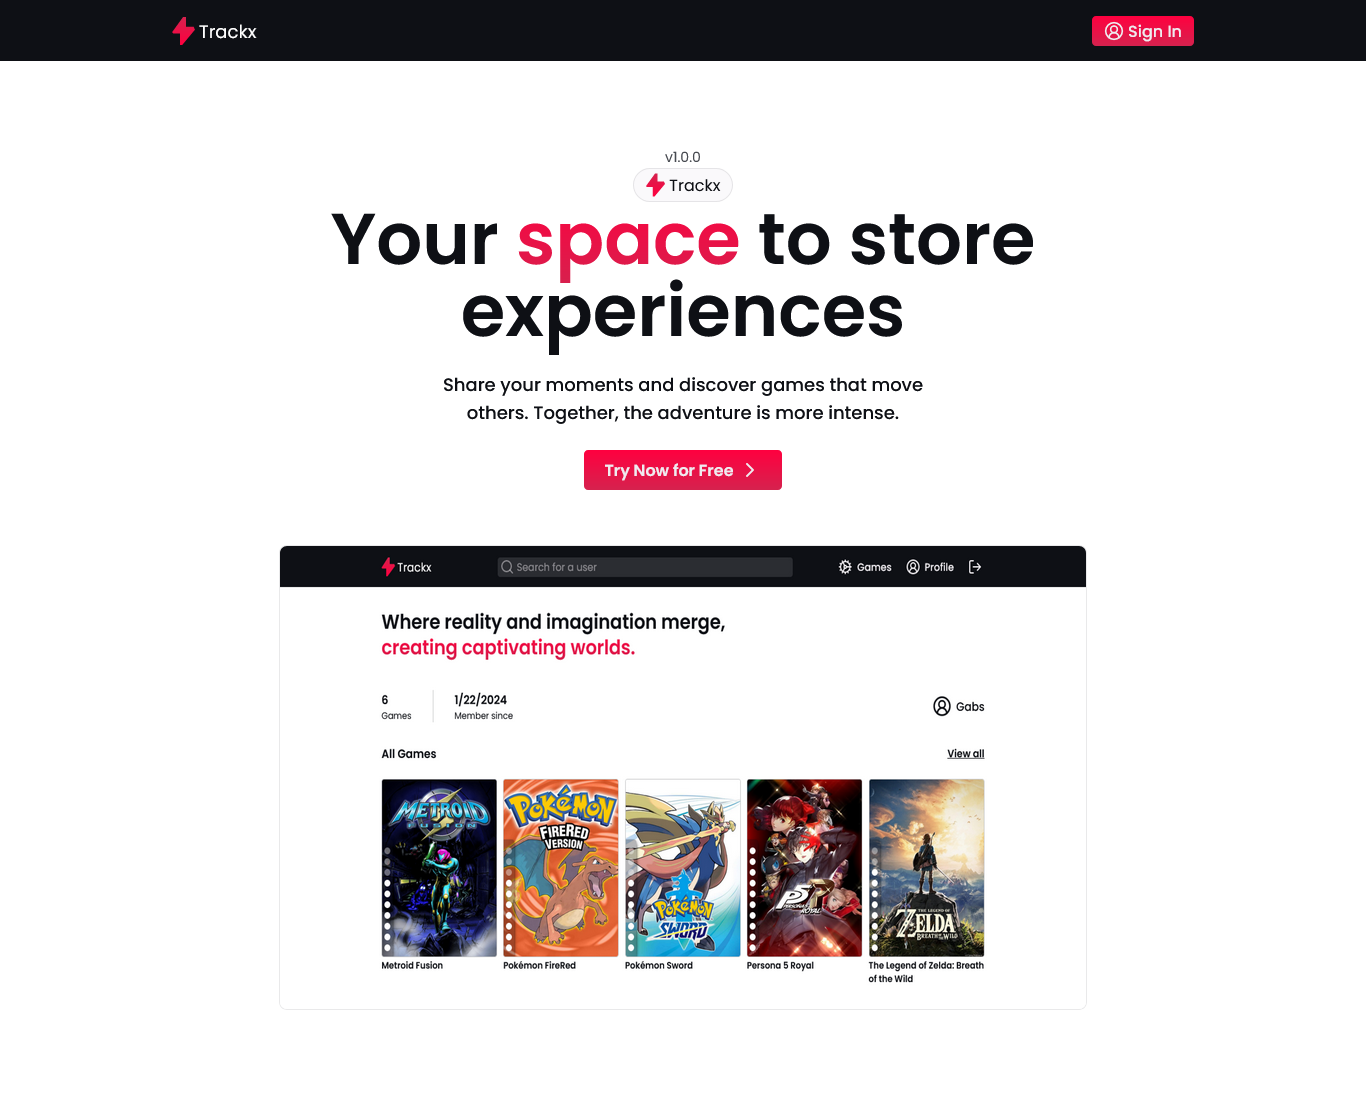 Trackx
Sign In
v1.0.0
Trackx
Your space to store
experiences
Share your moments and discover games that move
others. Together, the adventure is more intense.
Try Now for Free
Trackx
Search for a user
Games
Profile
Where reality and imagination merge,
creating captivating worlds.
6
Games
1/22/2024
Member since
Gabs
All Games
View all
METROID
FUSION
POKéMON
FIRERED
VERSION
POKéMON
SWORD
P5
PERSONA5
ROYAL
THE LEGEND OF
ZELDA
BREATH OF THE WILD
Metroid Fusion
Pokémon FireRed
Pokémon Sword
Persona 5 Royal
The Legend of Zelda: Breath
of the Wild